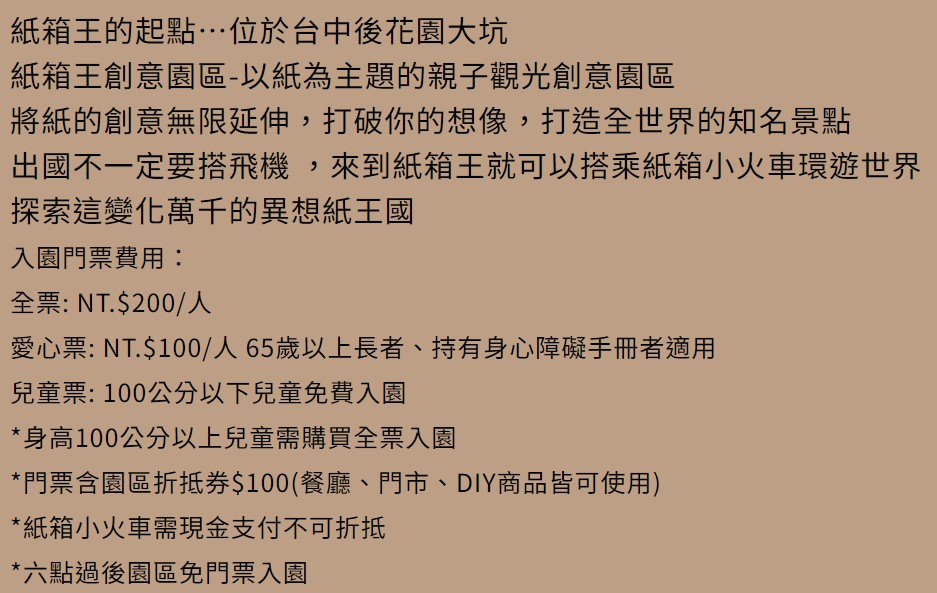 紙箱王的起點…位於台中後花園大坑
紙箱王創意園區-以紙為主題的親子觀光創意園區
將紙的創意無限延伸，打破你的想像，打造全世界的知名景點
出國不一定要搭飛機 ，來到紙箱王就可以搭乘紙箱小火車環遊世界
探索這變化萬千的異想紙王國
入園門票費用：
全票: NT.$200/人
愛心票: NT.$100/人 65歲以上長者、持有身心障礙手冊者適用
兒童票: 100公分以下兒童免費入園
*身高100公分以上兒童需購買全票入園
*門票含園區折抵券$100(餐廳、門市、DIY商品皆可使用)
*紙箱小火車需現金支付不可折抵
*六點過後園區免門票入園